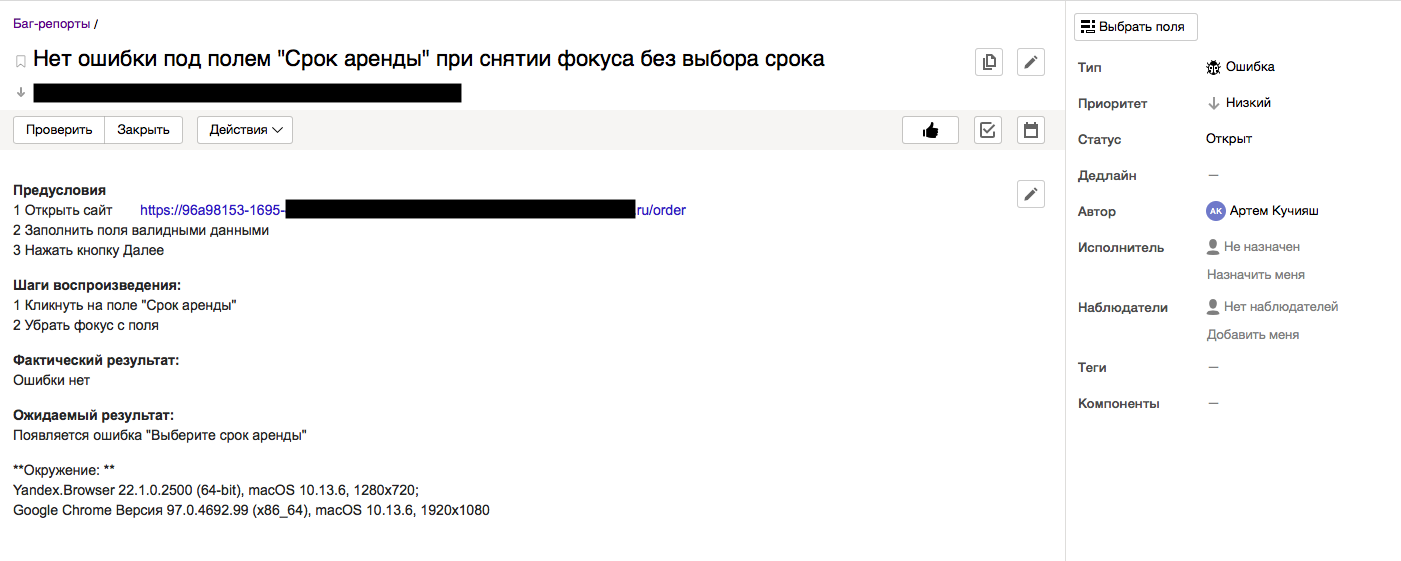 Баг-репорты /
Нет ошибки под полем "Срок аренды" при снятии фокуса без выбора срока
Проверить Закрыть Действия
Предусловия
1 Открыть сайт https://96a98153-1695- ru/order
2 Заполнить поля валидными данными
3 Нажать кнопку Далее
Шаги воспроизведения:
1 Кликнуть на поле "Срок аренды"
2 Убрать фокус с поля
Фактический результат:
Ошибки нет
Ожидаемый результат:
Появляется ошибка "Выберите срок аренды"
**Окружение: **
Yandex.Browser 22.1.0.2500 (64-bit), macOS 10.13.6, 1280x720;
Google Chrome Версия 97.0.4692.99 (x86_64), macOS 10.13.6, 1920x1080
Выбрать поля
Тип Ошибка
Приоритет Низкий
Статус Открыт
Дедлайн —
Автор АК Артем Кучияш
Исполнитель Не назначен
Назначить меня
Наблюдатели Нет наблюдателей
Добавить меня
Теги —
Компоненты —